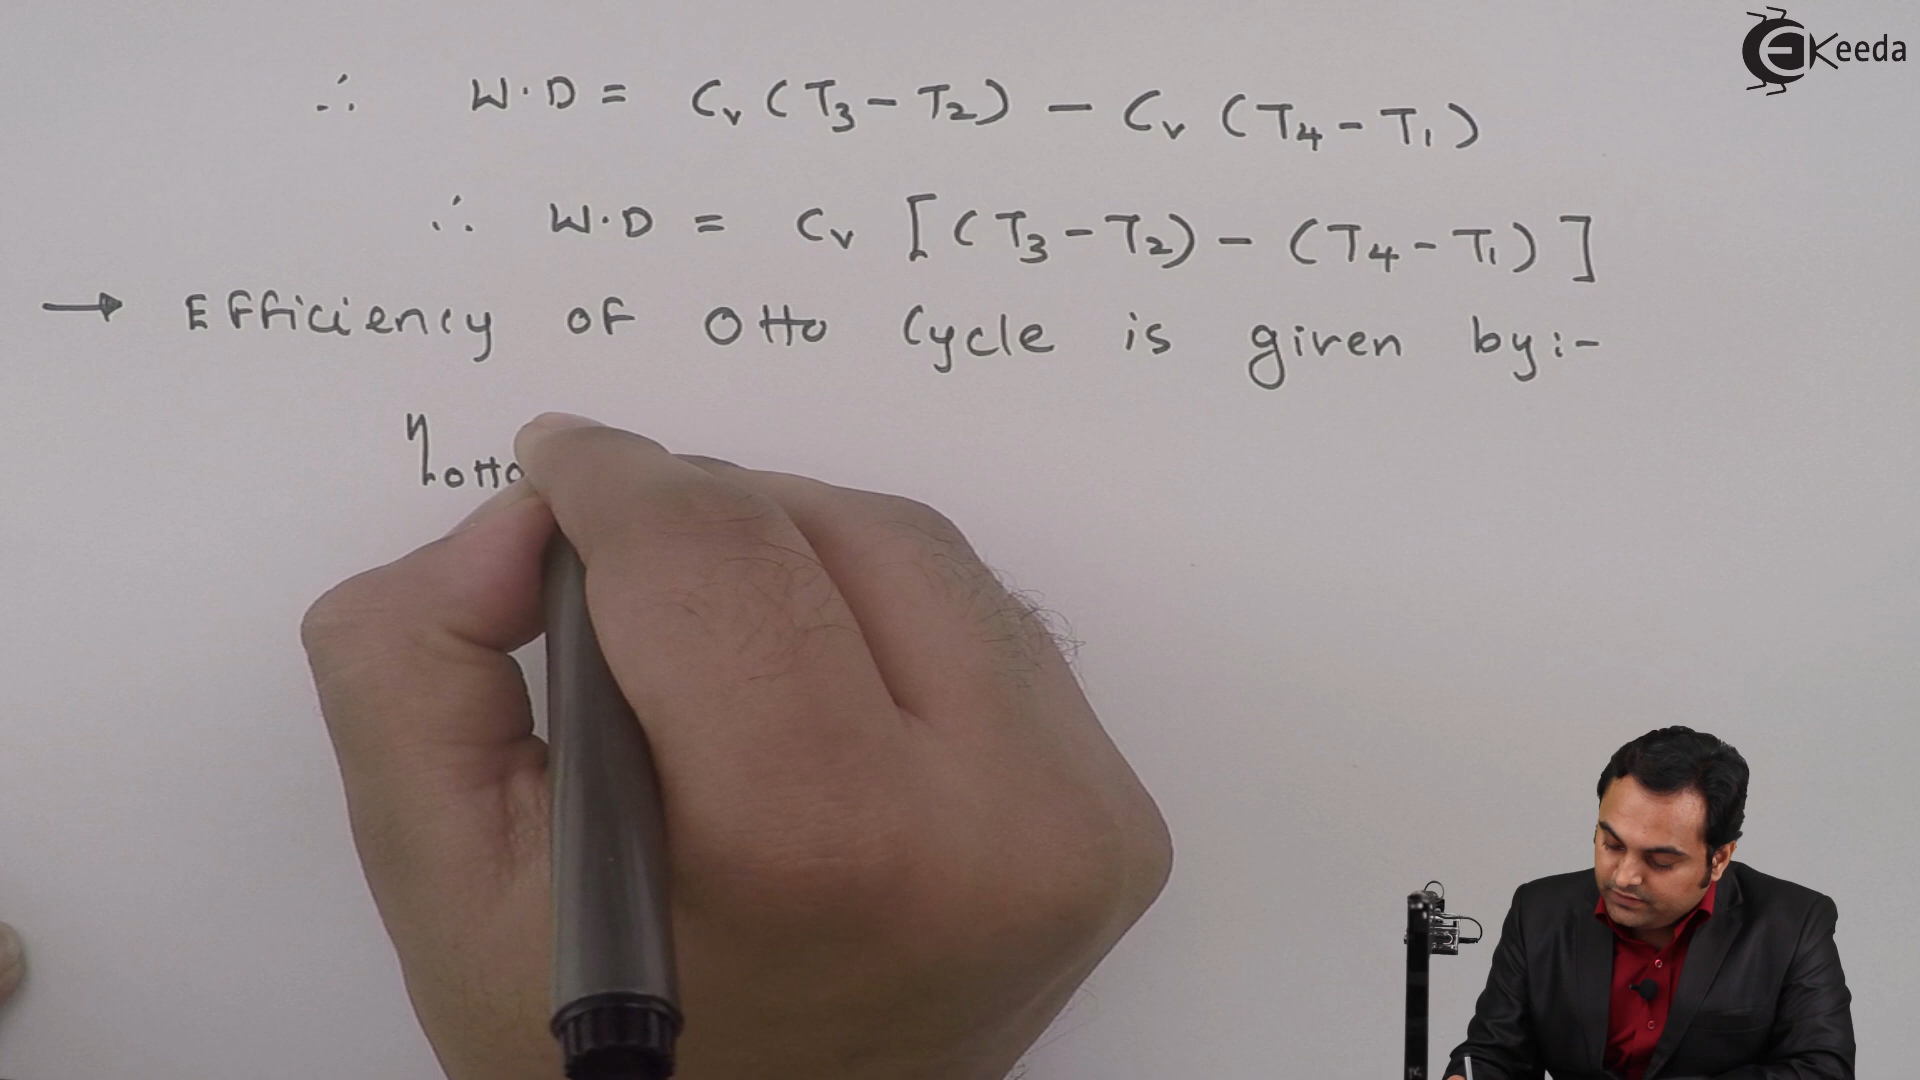 EKeeda
∴ W.D = Cv (T3 - T2) - Cv (T4 - T1)
∴ W.D = Cv [(T3 - T2) - (T4 - T1)]
→ Efficiency of Otto Cycle is given by:-
ηotto